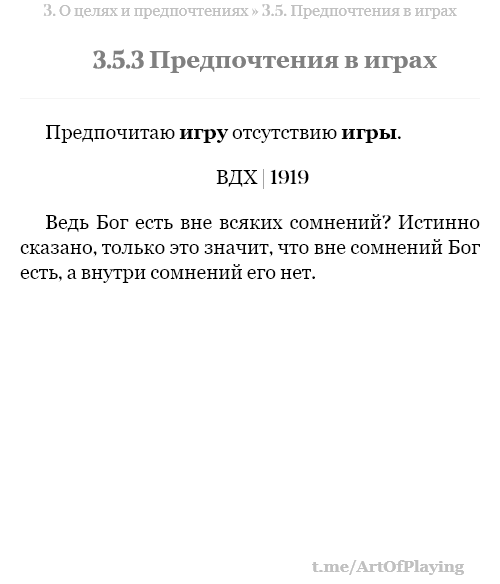 3. О целях и предпочтениях » 3.5. Предпочтения в играх
3.5.3 Предпочтения в играх
Предпочитаю игру отсутствию игры.
ВДХ | 1919
Ведь Бог есть вне всяких сомнений? Истинно
сказано, только это значит, что вне сомнений Бог
есть, а внутри сомнений его нет.
t.me/ArtOfPlaying